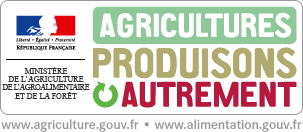 Liberté • Égalité • Fraternité
RÉPUBLIQUE FRANÇAISE
MINISTÈRE
DE L'AGRICULTURE
DE L'AGROALIMENTAIRE
ET DE LA FORÊT
AGRICULTURES
PRODUISONS
AUTREMENT
www.agriculture.gouv.fr • www.alimentation.gouv.fr